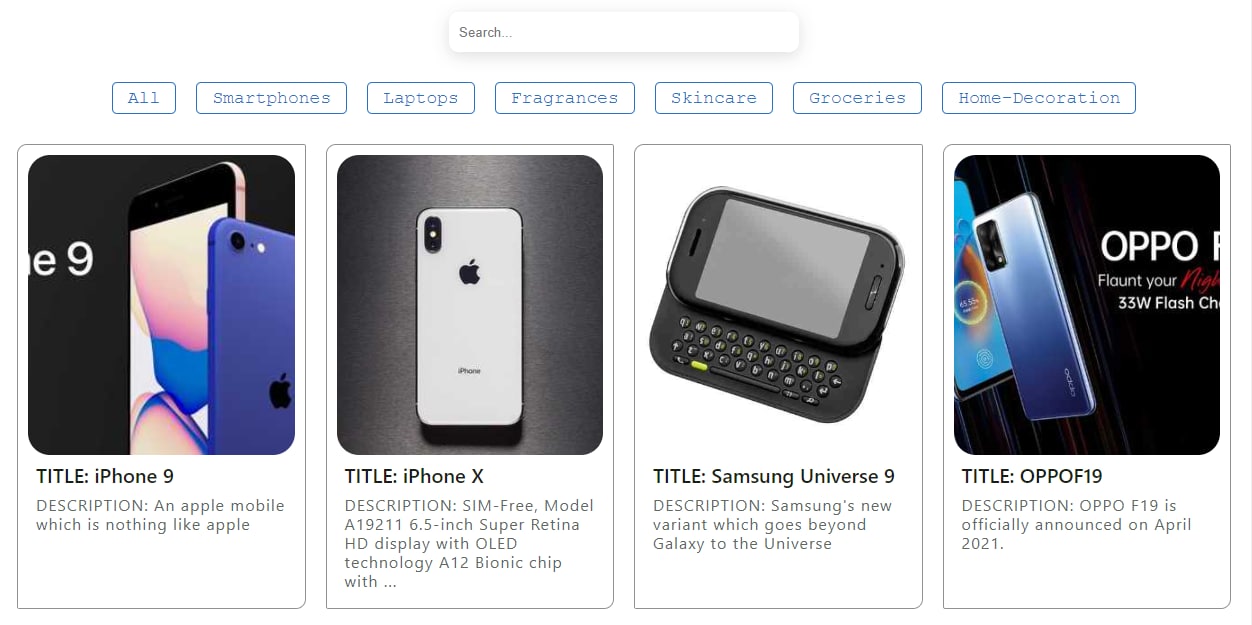 Search...
All
Smartphones
Laptops
Fragrances
Skincare
Groceries
Home-Decoration
ne 9
iPhone
65.55%
OPPO
OPPO F
Flaunt your Nigh
33W Flash Cha
TITLE: iPhone 9
DESCRIPTION: An apple mobile
which is nothing like apple
TITLE: iPhone X
DESCRIPTION: SIM-Free, Model
A19211 6.5-inch Super Retina
HD display with OLED
technology A12 Bionic chip
with ...
TITLE: Samsung Universe 9
DESCRIPTION: Samsung's new
variant which goes beyond
Galaxy to the Universe
TITLE: OPPOF19
DESCRIPTION: OPPO F19 is
officially announced on April
2021.